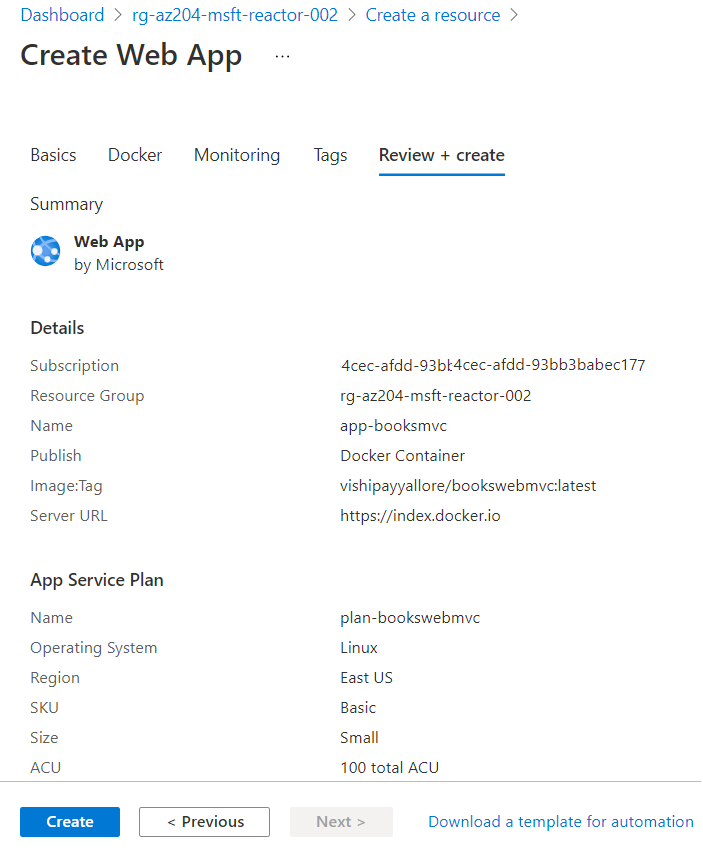 Dashboard > rg-az204-msft-reactor-002 > Create a resource >
Create Web App ...
Basics Docker Monitoring Tags Review + create
Summary
Web App
by Microsoft
Details
Subscription 4cec-afdd-93bb4cec-afdd-93bb3babec177
Resource Group rg-az204-msft-reactor-002
Name app-booksmvc
Publish Docker Container
Image:Tag vishipayyallore/bookswebmvc:latest
Server URL https://index.docker.io
App Service Plan
Name plan-bookswebmvc
Operating System Linux
Region East US
SKU Basic
Size Small
ACU 100 total ACU
Create < Previous Next > Download a template for automation